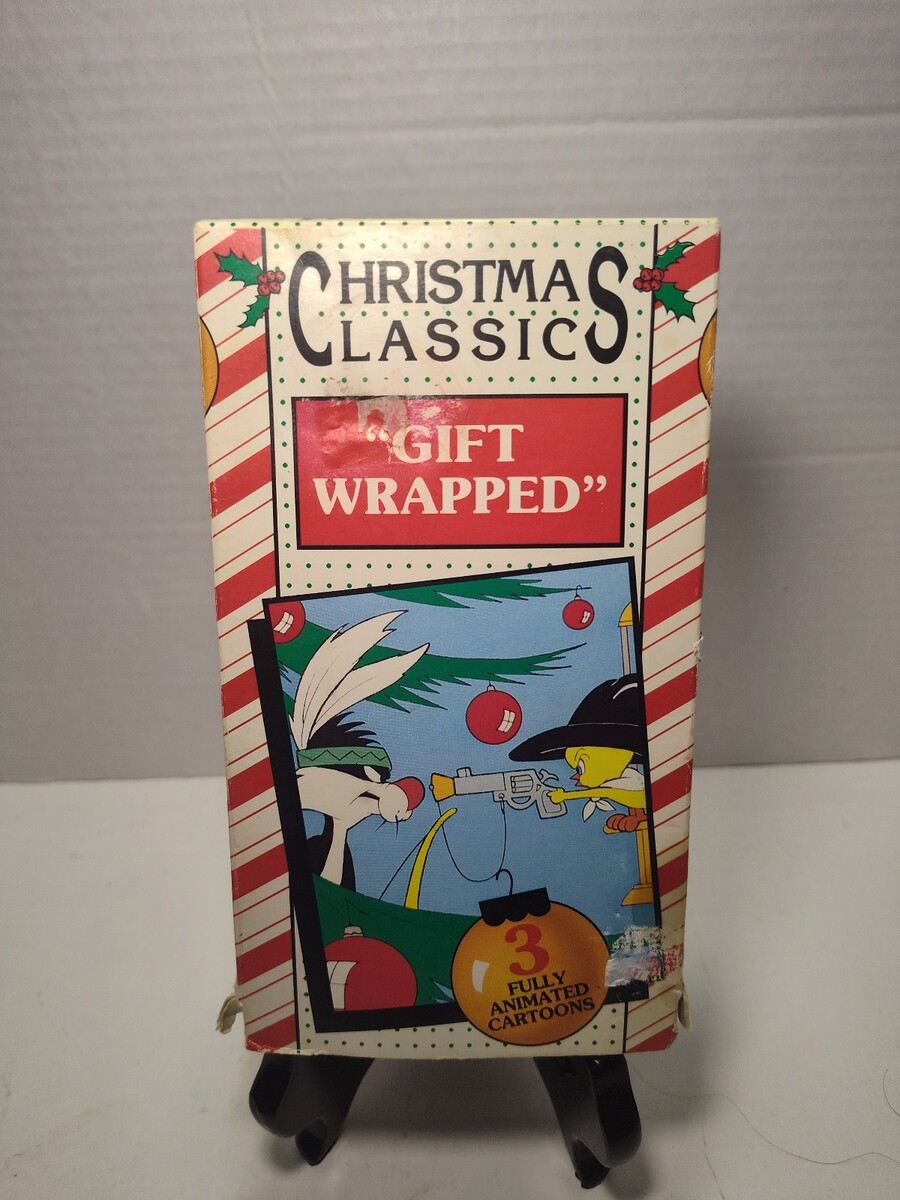 CHRISTMAS
CLASSICS
“GIFT
WRAPPED”
3
FULLY
ANIMATED
CARTOONS